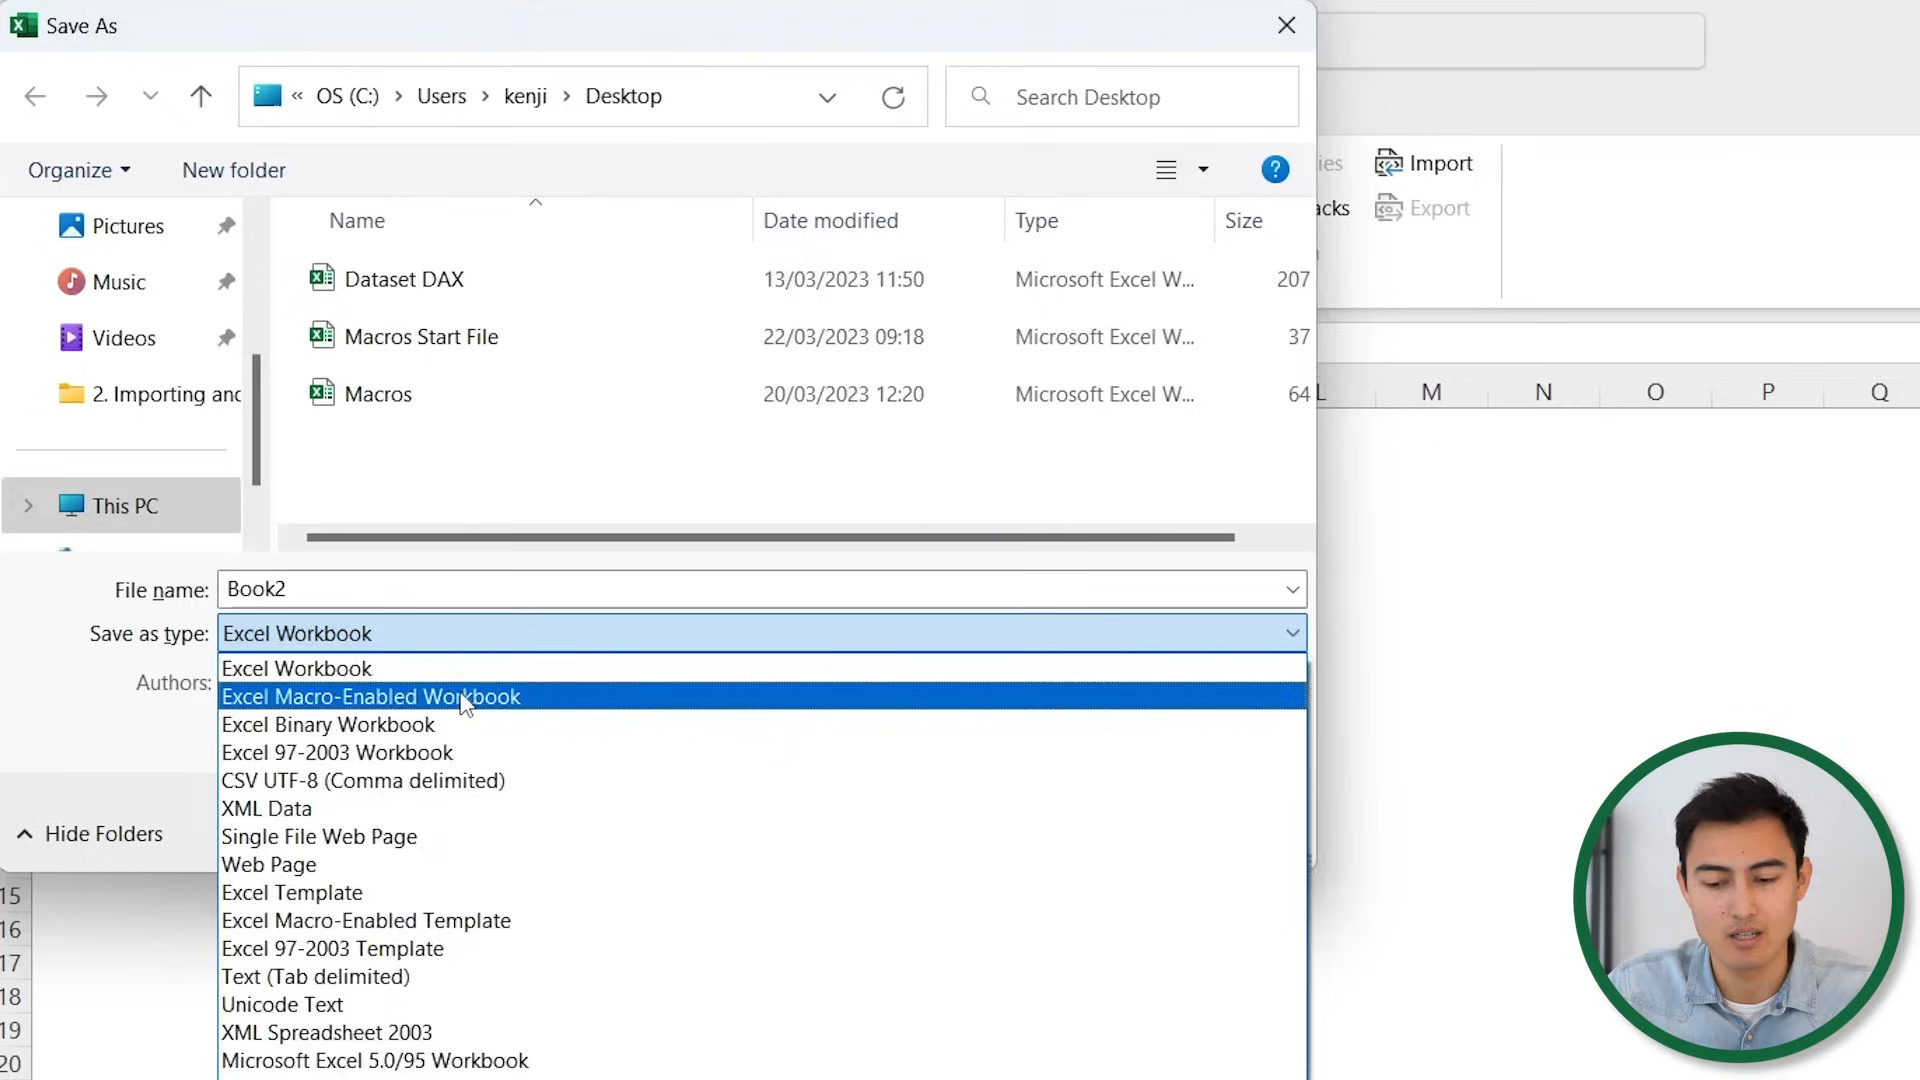 Save As
« OS (C:) > Users > kenji > Desktop
Search Desktop
Organize
New folder
?
Import
Export
Pictures
Music
Videos
2. Importing and
This PC
Name Date modified Type Size
Dataset DAX 13/03/2023 11:50 Microsoft Excel W... 207
Macros Start File 22/03/2023 09:18 Microsoft Excel W... 37
Macros 20/03/2023 12:20 Microsoft Excel W... 64
L M N O P Q
File name: Book2
Save as type: Excel Workbook
Authors:
Excel Workbook
Excel Macro-Enabled Workbook
Excel Binary Workbook
Excel 97-2003 Workbook
CSV UTF-8 (Comma delimited)
XML Data
Single File Web Page
Web Page
Excel Template
Excel Macro-Enabled Template
Excel 97-2003 Template
Text (Tab delimited)
Unicode Text
XML Spreadsheet 2003
Microsoft Excel 5.0/95 Workbook
Hide Folders
15
16
17
18
19
20